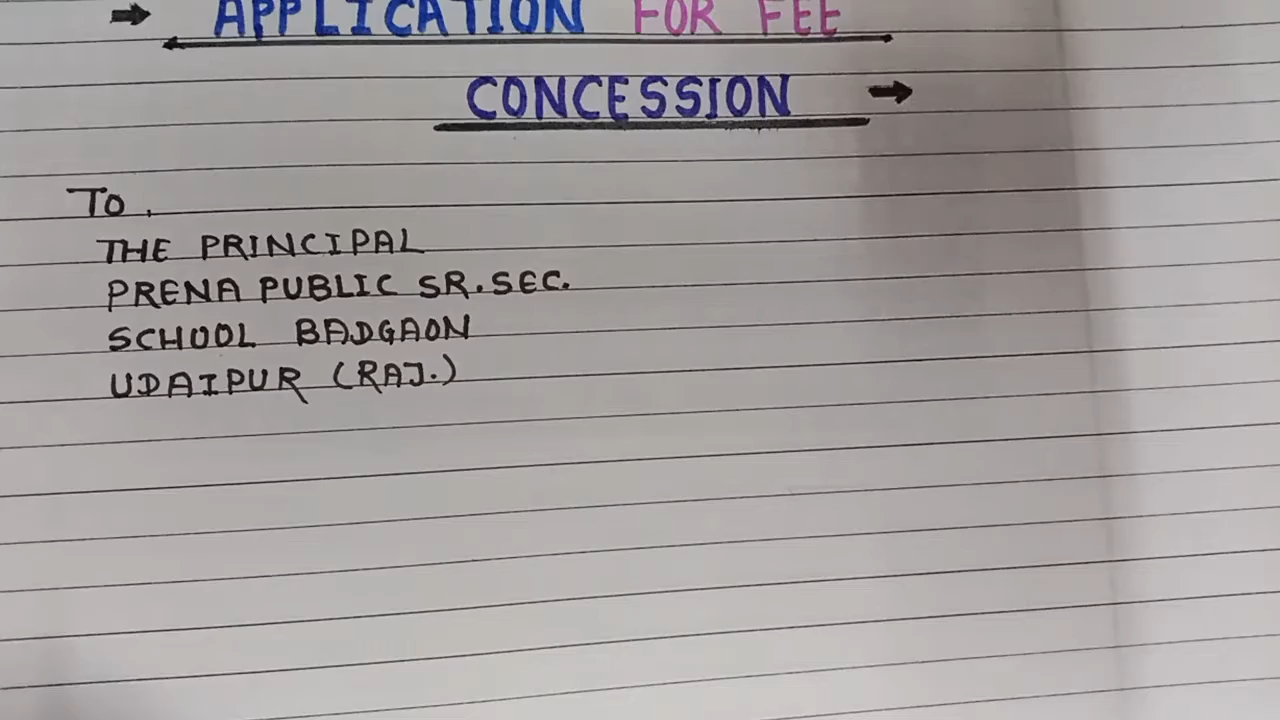 → APPLICATION FOR FEE
CONCESSION →
To,
THE PRINCIPAL
PRENA PUBLIC SR. SEC.
SCHOOL BADGAON
UDAIPUR (RAJ.)